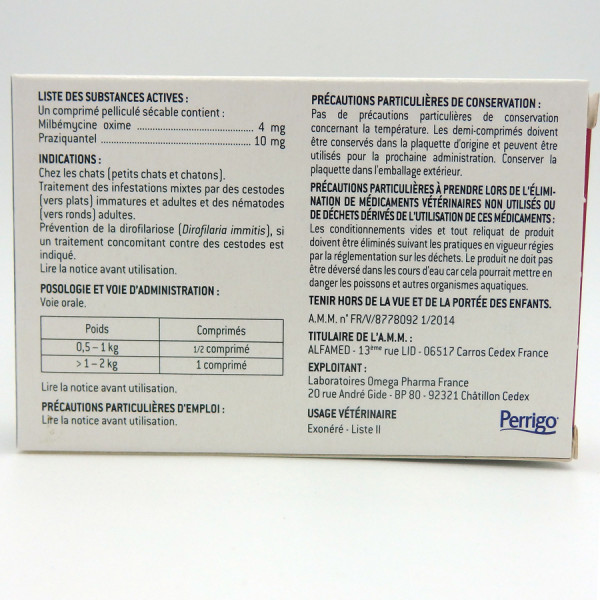 LISTE DES SUBSTANCES ACTIVES :
Un comprimé pelliculé sécable contient :
Milbémycine oxime ........................................ 4 mg
Praziquantel .................................................. 10 mg
INDICATIONS :
Chez les chats (petits chats et chatons).
Traitement des infestations mixtes par des cestodes
(vers plats) immatures et adultes et des nématodes
(vers ronds) adultes.
Prévention de la dirofilariose (Dirofilaria immitis), si
un traitement concomitant contre des cestodes est
indiqué.
Lire la notice avant utilisation.
POSOLOGIE ET VOIE D'ADMINISTRATION :
Voie orale.
Poids Comprimés
0,5 – 1 kg 1/2 comprimé
> 1 – 2 kg 1 comprimé
Lire la notice avant utilisation.
PRÉCAUTIONS PARTICULIÈRES D'EMPLOI :
Lire la notice avant utilisation.
PRÉCAUTIONS PARTICULIÈRES DE CONSERVATION :
Pas de précautions particulières de conservation
concernant la température. Les demi-comprimés doivent
être conservés dans la plaquette d'origine et peuvent être
utilisés pour la prochaine administration. Conserver la
plaquette dans l'emballage extérieur.
PRÉCAUTIONS PARTICULIÈRES À PRENDRE LORS DE L'ÉLIMI-
NATION DE MÉDICAMENTS VÉTÉRINAIRES NON UTILISÉS OU
DE DÉCHETS DÉRIVÉS DE L'UTILISATION DE CES MÉDICAMENTS :
Les conditionnements vides et tout reliquat de produit
doivent être éliminés suivant les pratiques en vigueur régies
par la réglementation sur les déchets. Le produit ne doit pas
être déversé dans les cours d'eau car cela pourrait mettre en
danger les poissons et autres organismes aquatiques.
TENIR HORS DE LA VUE ET DE LA PORTÉE DES ENFANTS.
A.M.M. n° FR/V/8778092 1/2014
TITULAIRE DE L'A.M.M. :
ALFAMED - 13ème rue LID - 06517 Carros Cedex France
EXPLOITANT :
Laboratoires Omega Pharma France
20 rue André Gide - BP 80 - 92321 Châtillon Cedex
USAGE VÉTÉRINAIRE
Exonéré - Liste II
Perrigo